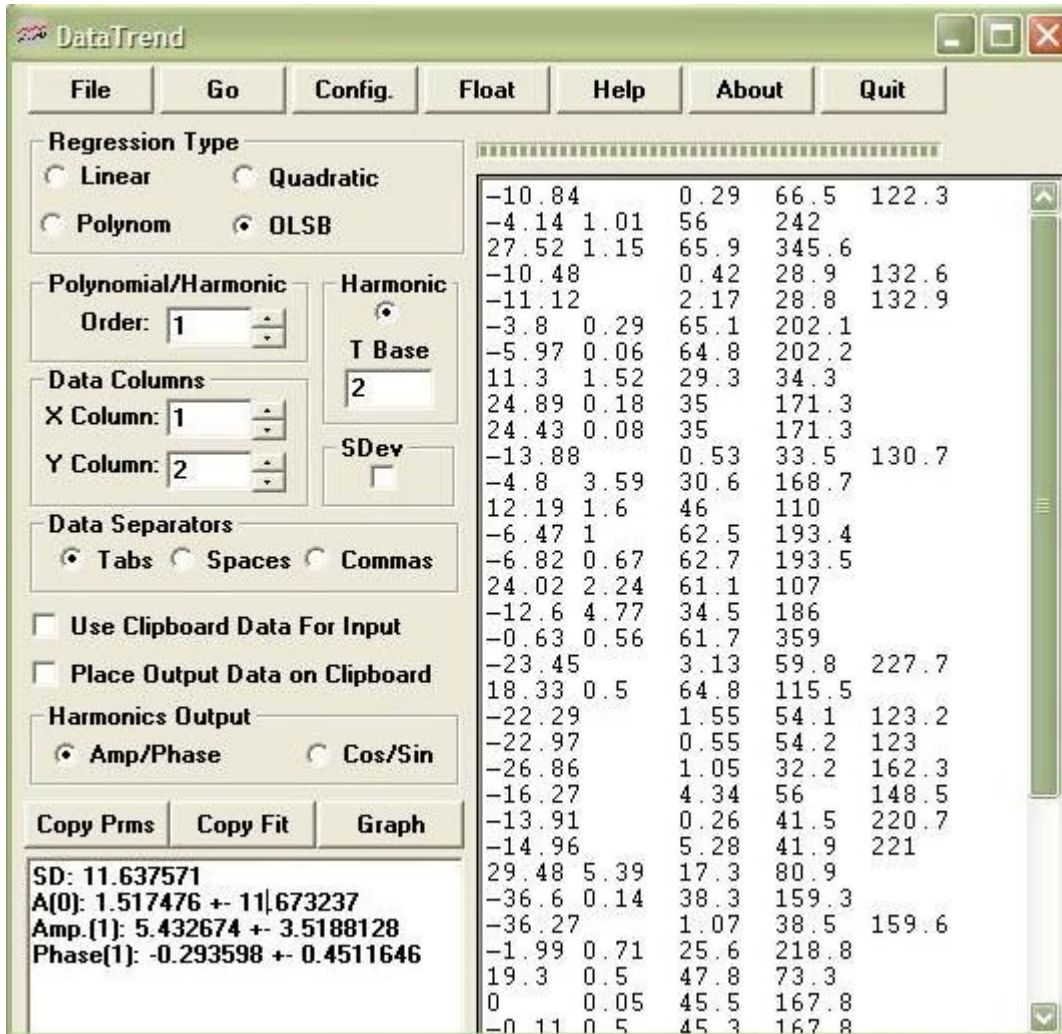 DataTrend
File Go Config. Float Help About Quit
Regression Type
Linear Quadratic
Polynom OLSB
Polynomial/Harmonic
Order: 1
Harmonic
T Base
2
Data Columns
X Column: 1
Y Column: 2
SDev
Data Separators
Tabs Spaces Commas
Use Clipboard Data For Input
Place Output Data on Clipboard
Harmonics Output
Amp/Phase Cos/Sin
Copy Prms Copy Fit Graph
SD: 11.637571
A(0): 1.517476 +- 11.673237
Amp.(1): 5.432674 +- 3.5188128
Phase(1): -0.293598 +- 0.4511646
-10.84 0.29 66.5 122.3
-4.14 1.01 56 242
27.52 1.15 65.9 345.6
-10.48 0.42 28.9 132.6
-11.12 2.17 28.8 132.9
-3.8 0.29 65.1 202.1
-5.97 0.06 64.8 202.2
11.3 1.52 29.3 34.3
24.89 0.18 35 171.3
24.43 0.08 35 171.3
-13.88 0.53 33.5 130.7
-4.8 3.59 30.6 168.7
12.19 1.6 46 110
-6.47 1 62.5 193.4
-6.82 0.67 62.7 193.5
24.02 2.24 61.1 107
-12.6 4.77 34.5 186
-0.63 0.56 61.7 359
-23.45 3.13 59.8 227.7
18.33 0.5 64.8 115.5
-22.29 1.55 54.1 123.2
-22.97 0.55 54.2 123
-26.86 1.05 32.2 162.3
-16.27 4.34 56 148.5
-13.91 0.26 41.5 220.7
-14.96 5.28 41.9 221
29.48 5.39 17.3 80.9
-36.6 0.14 38.3 159.3
-36.27 1.07 38.5 159.6
-1.99 0.71 25.6 218.8
19.3 0.5 47.8 73.3
0 0.05 45.5 167.8
-0.11 0.5 45.3 167.8